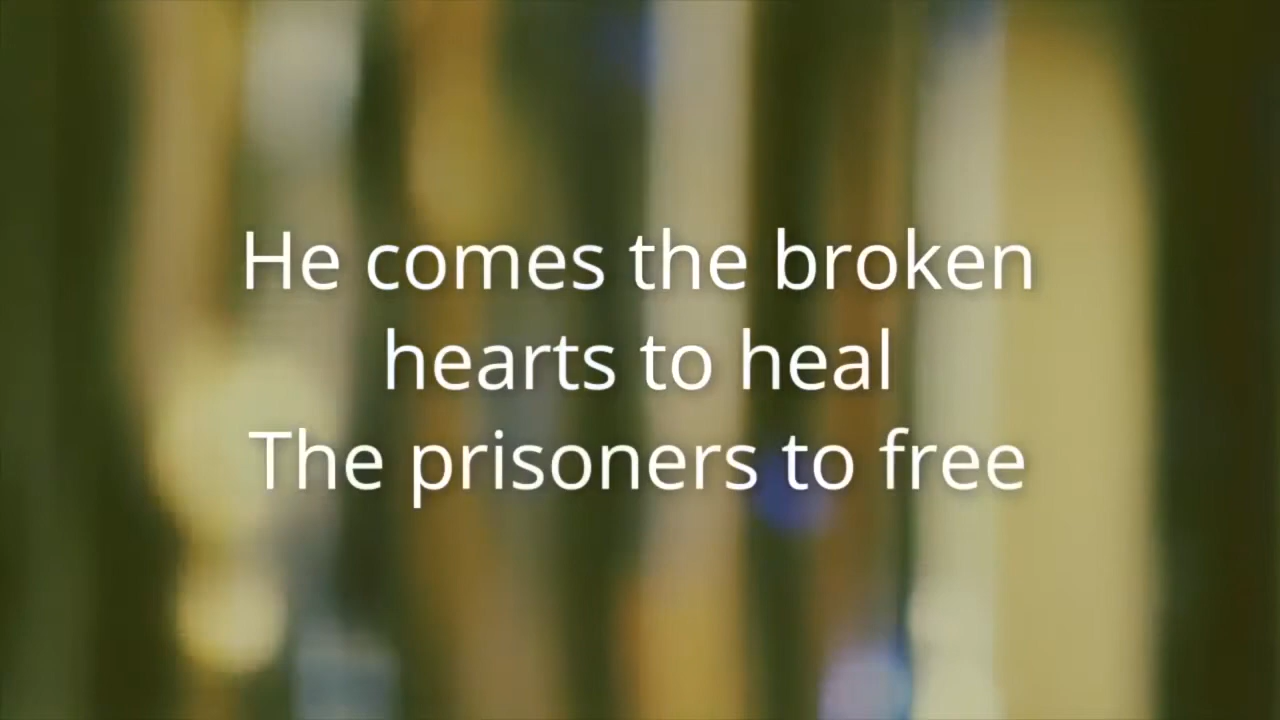 He comes the broken
hearts to heal
The prisoners to free